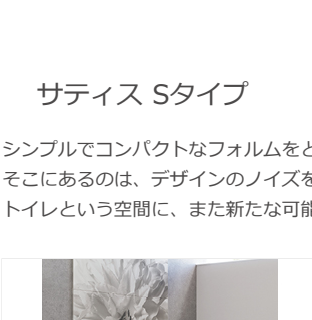 サティス Sタイプ
シンプルでコンパクトなフォルムを
そこにあるのは、デザインのノイズを
トイレという空間に、また新たな可能